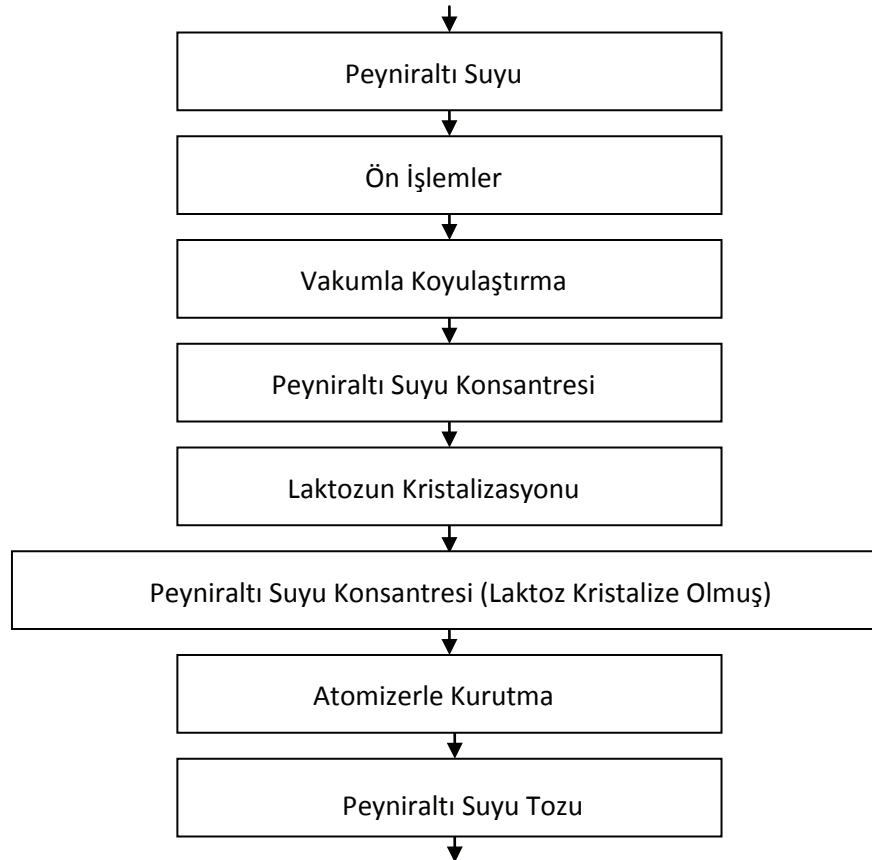 Peyniraltı Suyu
Ön İşlemler
Vakumla Koyulaştırma
Peyniraltı Suyu Konsantresi
Laktozun Kristalizasyonu
Peyniraltı Suyu Konsantresi (Laktoz Kristalize Olmuş)
Atomizerle Kurutma
Peyniraltı Suyu Tozu